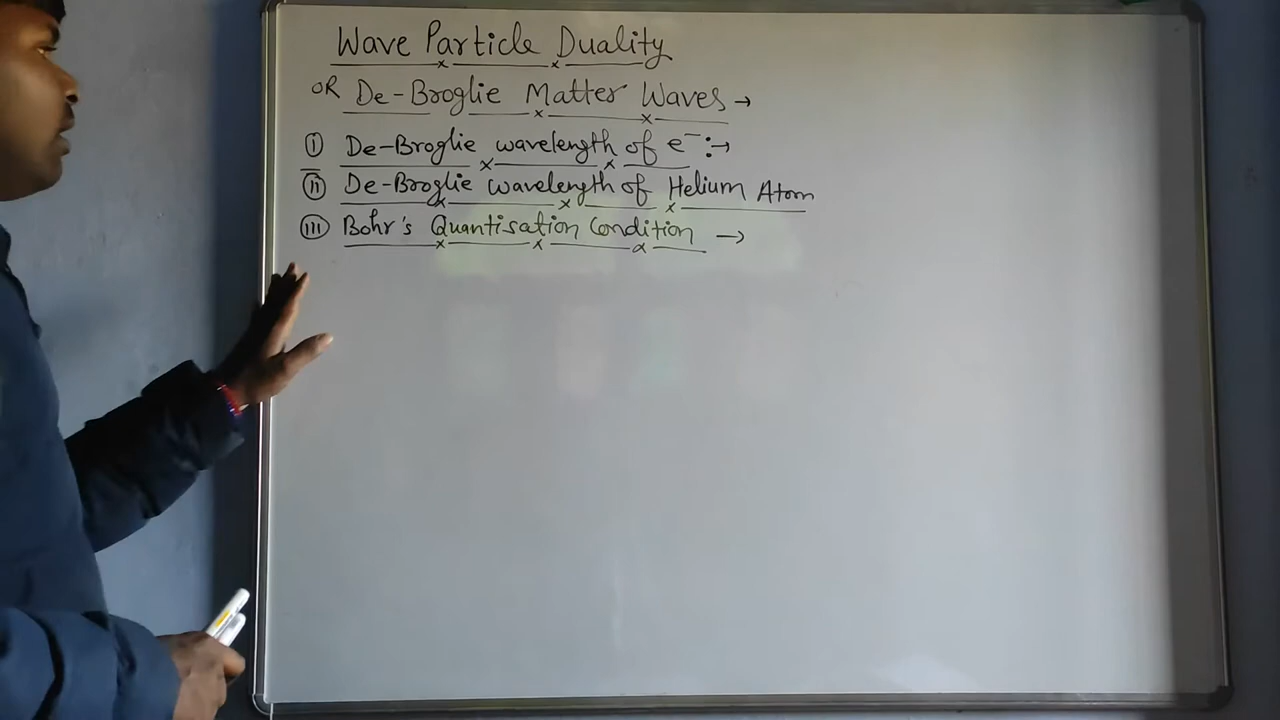 Wave Particle Duality
OR De-Broglie Matter Waves →
(i) De-Broglie wavelength of e⁻ :→
(ii) De-Broglie wavelength of Helium Atom
(iii) Bohr's Quantisation Condition →